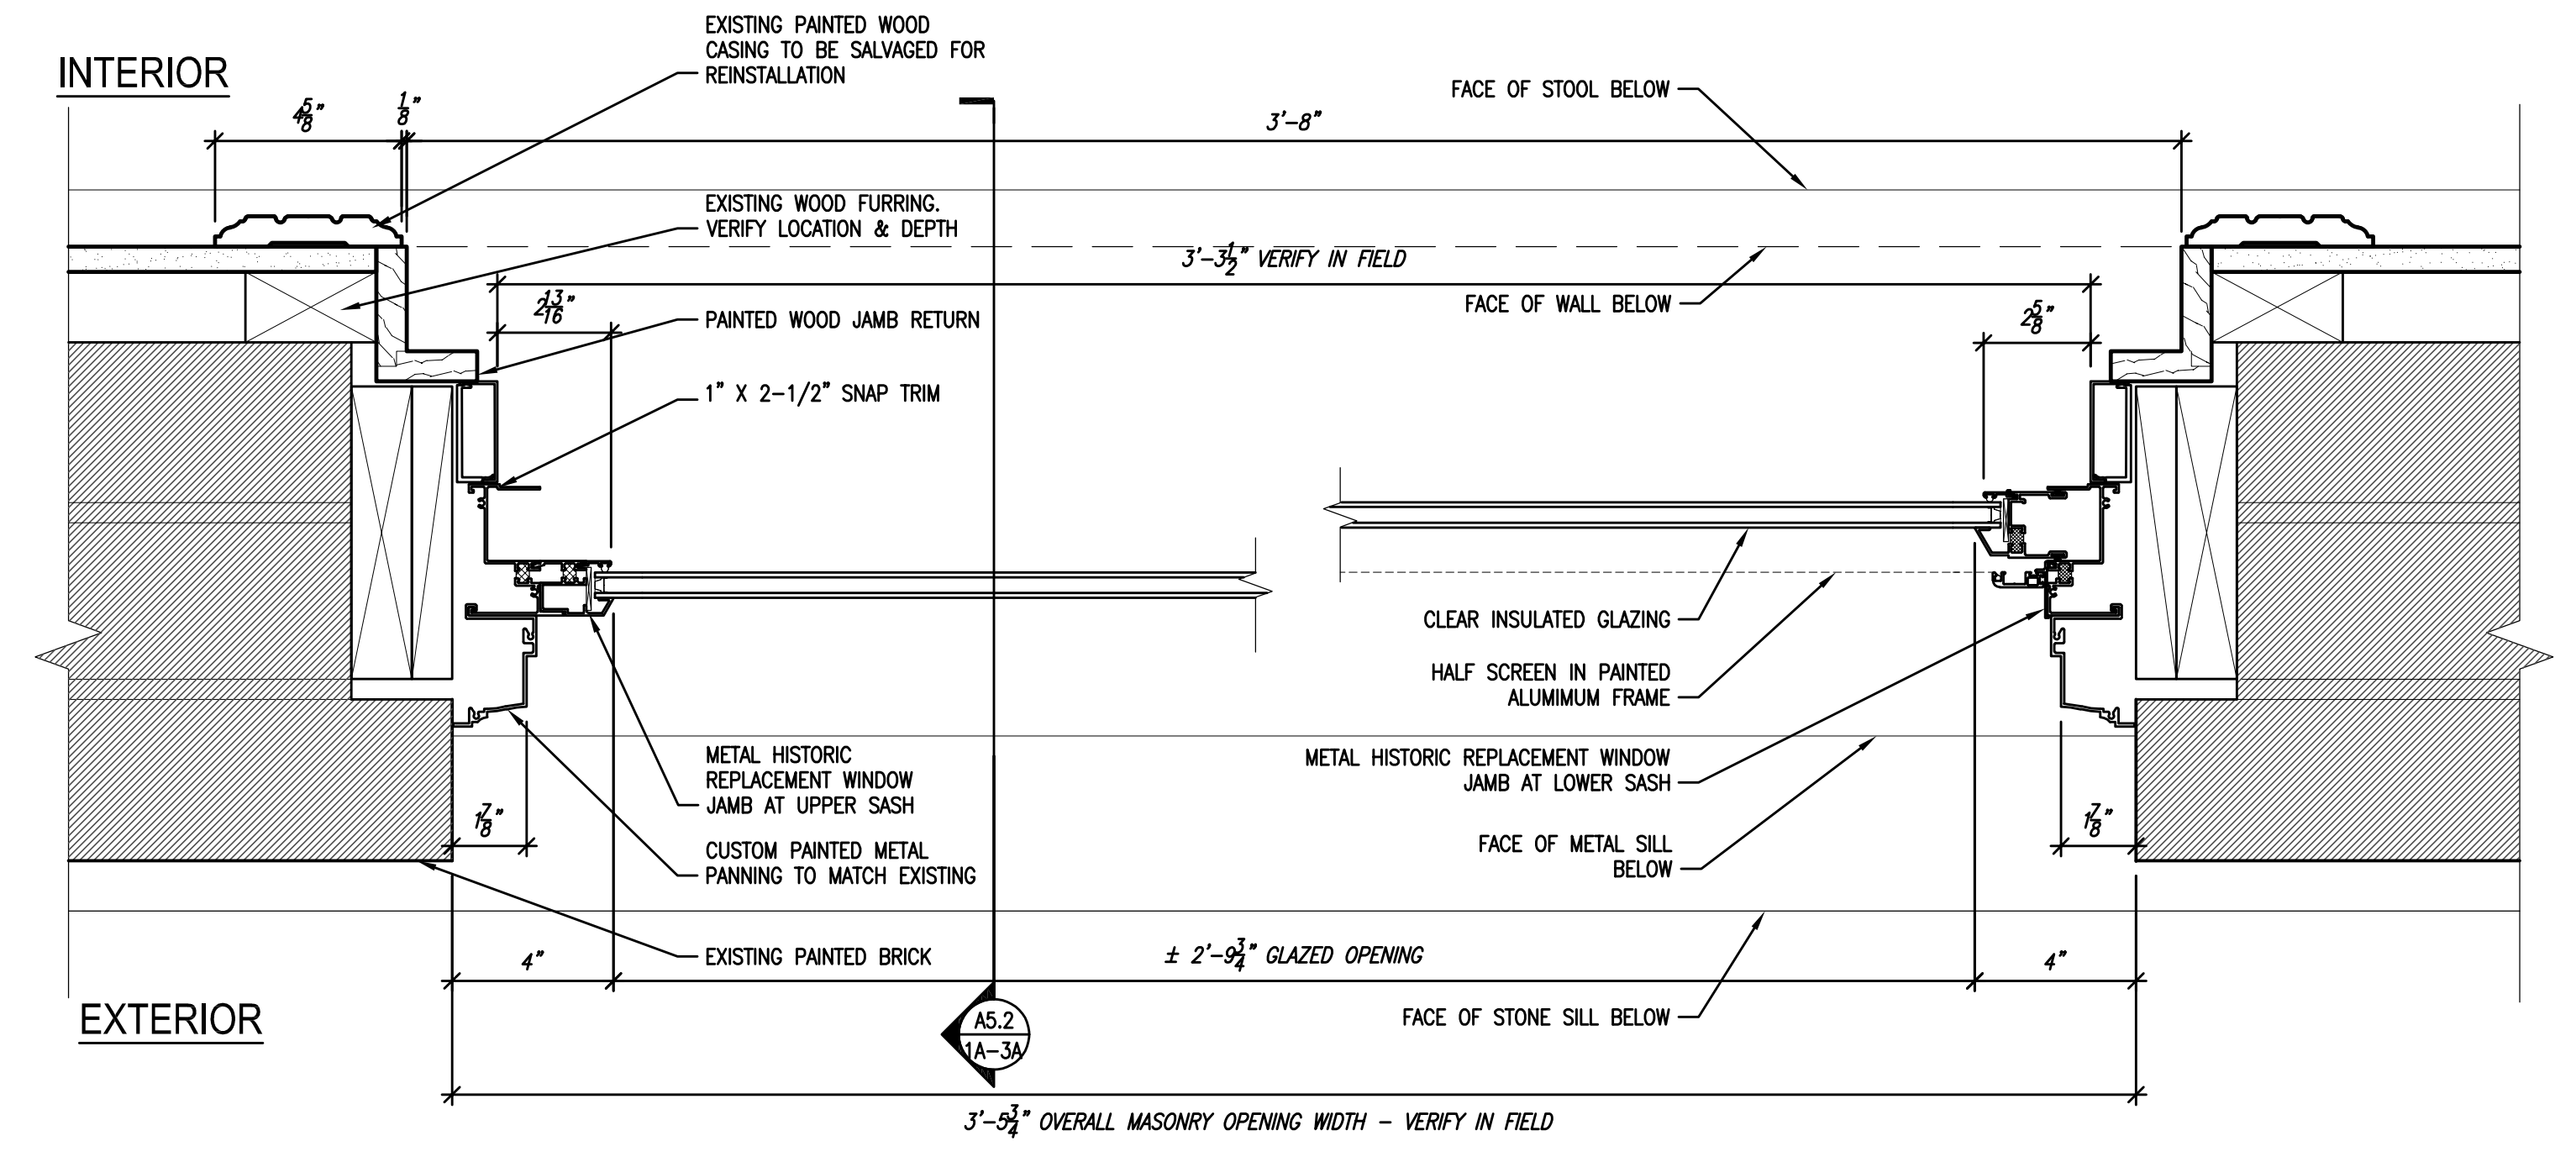 INTERIOR
EXISTING PAINTED WOOD
CASING TO BE SALVAGED FOR
REINSTALLATION
4 5/8"
1/8"
3'-8"
FACE OF STOOL BELOW
EXISTING WOOD FURRING.
VERIFY LOCATION & DEPTH
3'-3 1/2" VERIFY IN FIELD
2 13/16"
FACE OF WALL BELOW
2 5/8"
PAINTED WOOD JAMB RETURN
1" X 2-1/2" SNAP TRIM
CLEAR INSULATED GLAZING
HALF SCREEN IN PAINTED
ALUMIMUM FRAME
METAL HISTORIC
REPLACEMENT WINDOW
JAMB AT UPPER SASH
METAL HISTORIC REPLACEMENT WINDOW
JAMB AT LOWER SASH
1 7/8"
1 7/8"
CUSTOM PAINTED METAL
PANNING TO MATCH EXISTING
FACE OF METAL SILL
BELOW
EXISTING PAINTED BRICK
4"
± 2'-9 3/4" GLAZED OPENING
4"
EXTERIOR
A5.2
1A-3A
FACE OF STONE SILL BELOW
3'-5 3/4" OVERALL MASONRY OPENING WIDTH - VERIFY IN FIELD